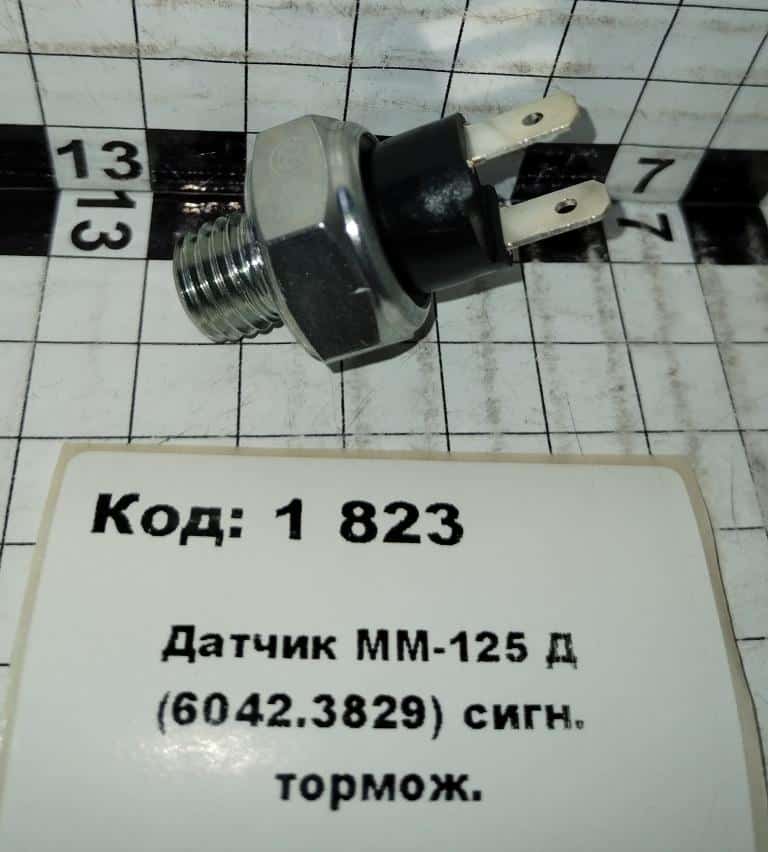 13
7
13
7
Код: 1 823
Датчик ММ-125 Д
(6042.3829) сигн.
тормож.